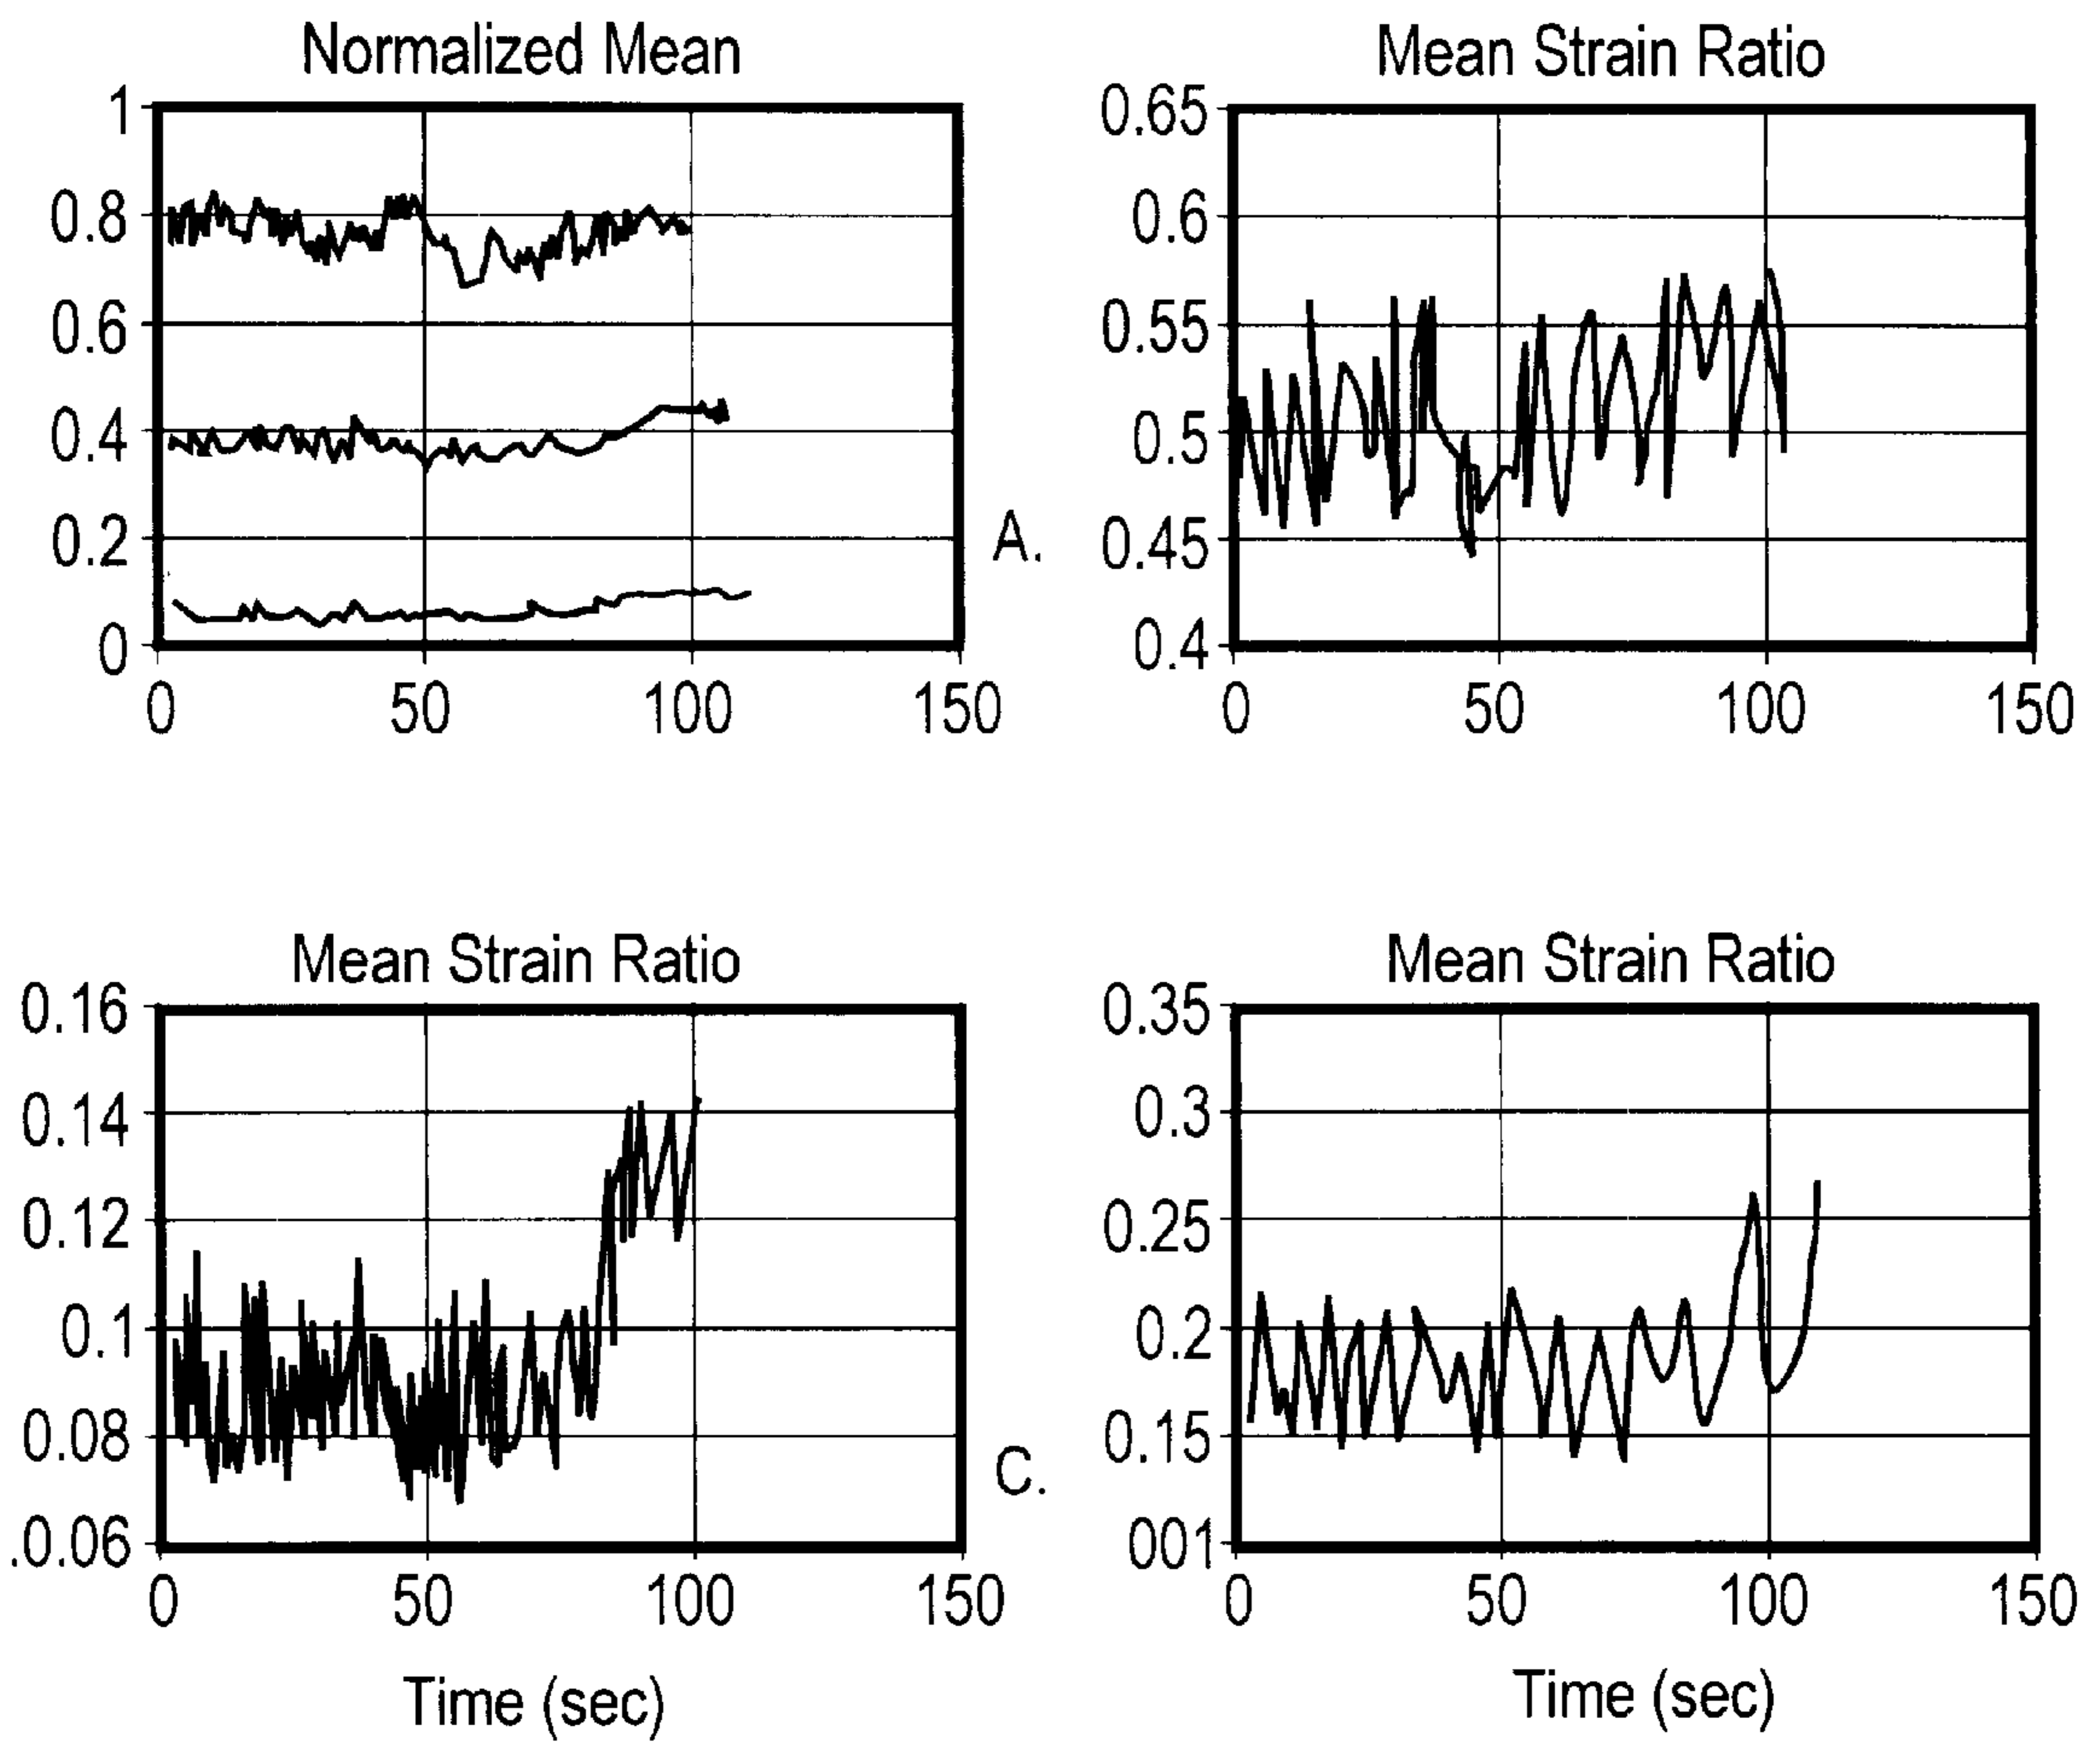 Normalized Mean
1
0.8
0.6
0.4
0.2
0
0 50 100 150
A.
Mean Strain Ratio
0.65
0.6
0.55
0.5
0.45
0.4
0 50 100 150
Mean Strain Ratio
0.16
0.14
0.12
0.1
0.08
.0.06
0 50 100 150
Time (sec)
C.
Mean Strain Ratio
0.35
0.3
0.25
0.2
0.15
001
0 50 100 150
Time (sec)